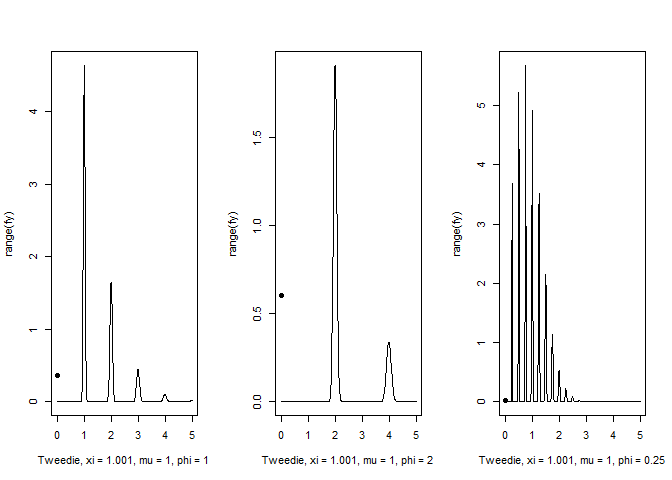 range(fy)
4
3
2
1
0
0 1 2 3 4 5
Tweedie, xi = 1.001, mu = 1, phi = 1
range(fy)
1.5
1.0
0.5
0.0
0 1 2 3 4 5
Tweedie, xi = 1.001, mu = 1, phi = 2
range(fy)
5
4
3
2
1
0
0 1 2 3 4 5
Tweedie, xi = 1.001, mu = 1, phi = 0.25